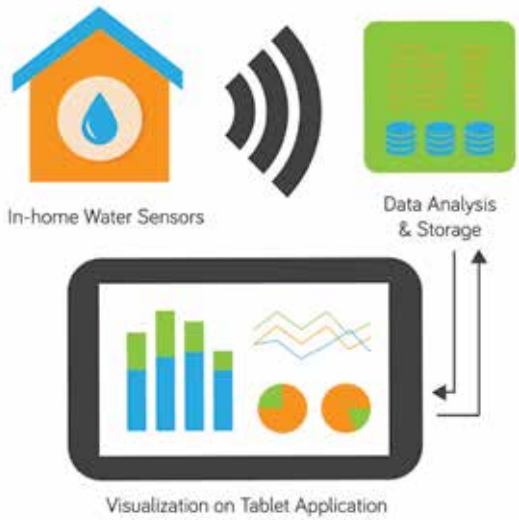 In-home Water Sensors
Data Analysis
& Storage
Visualization on Tablet Application